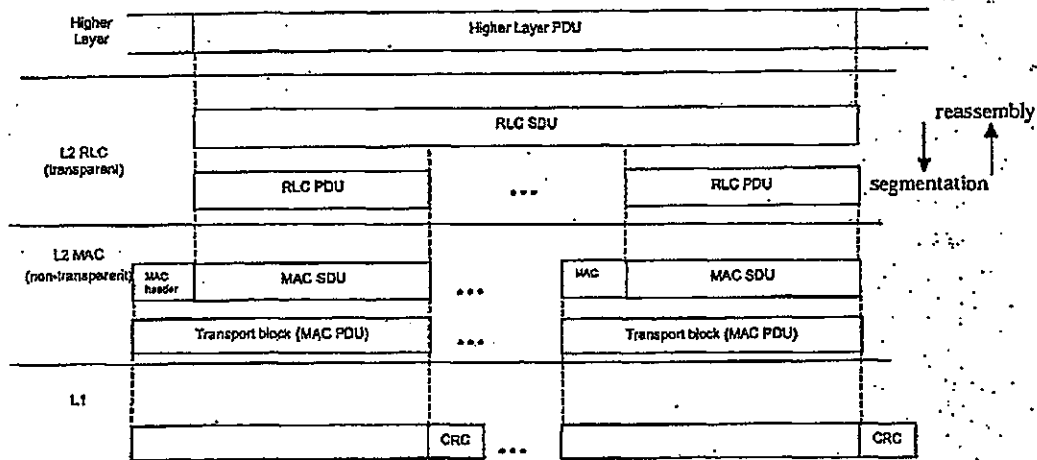 Higher
Layer
Higher Layer PDU
RLC SDU
reassembly
L2 RLC
(transparent)
RLC PDU
...
RLC PDU
segmentation
L2 MAC
(non-transparent)
MAC
header
MAC SDU
...
MAC
MAC SDU
Transport block (MAC PDU)
...
Transport block (MAC PDU)
L1
CRC
...
CRC